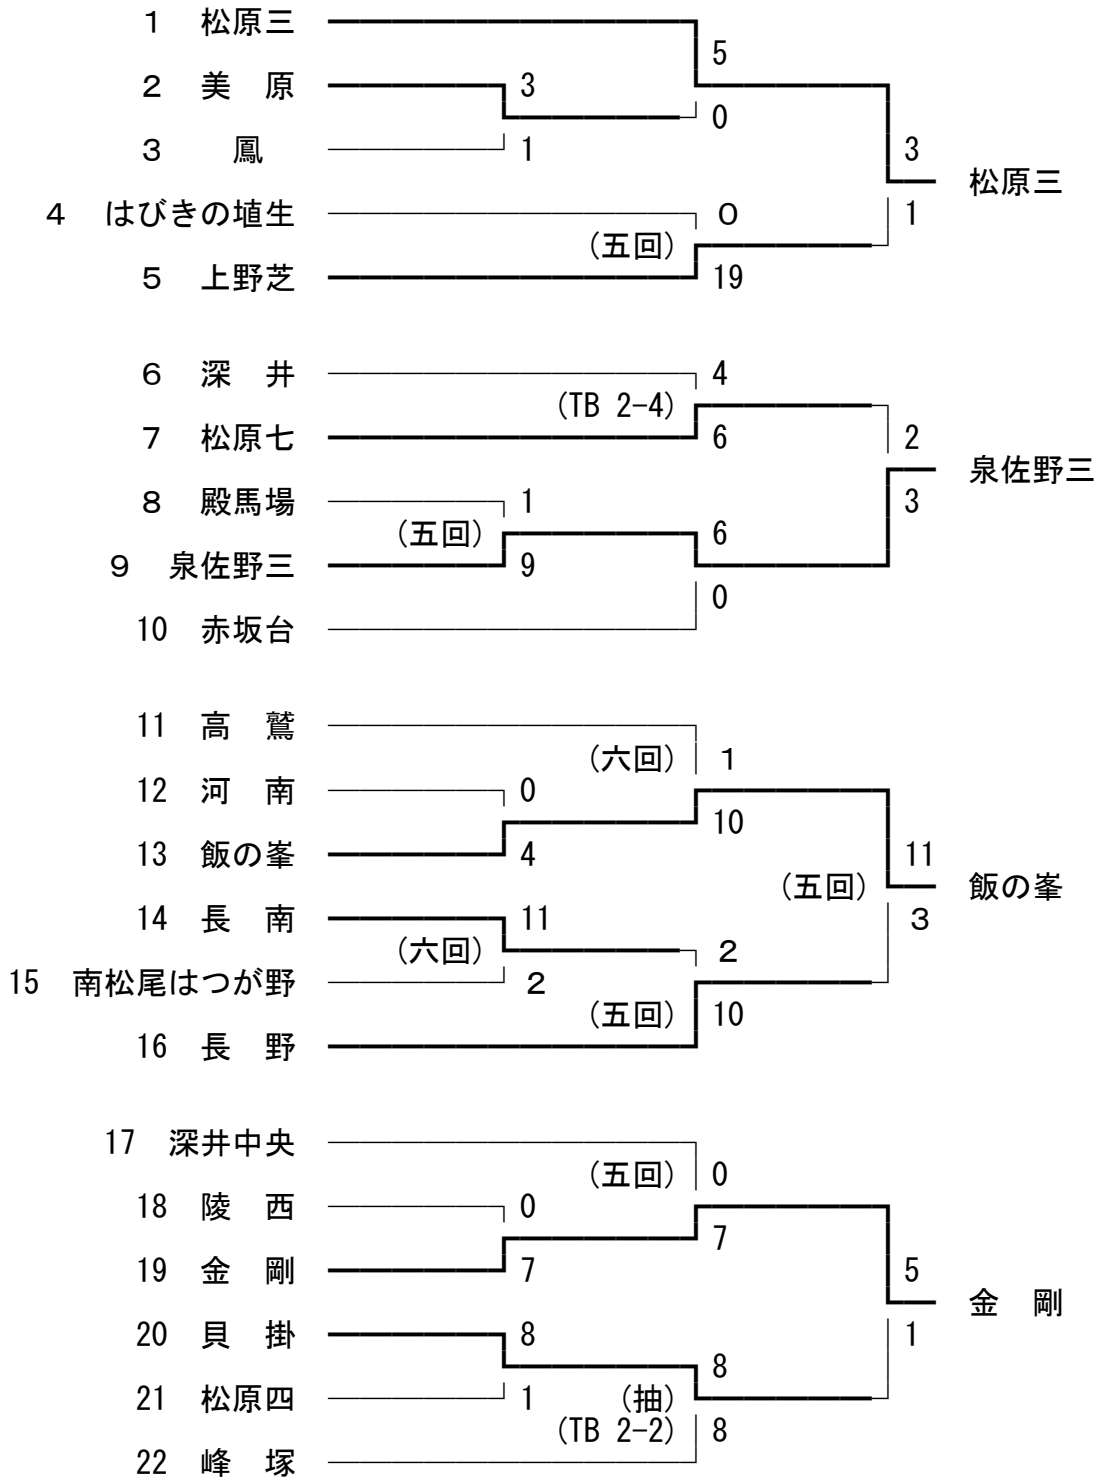 1 松原三
5
2 美　原
3
0
3 鳳
1
3
松原三
4 はびきの埴生
0
1
(五回)
5 上野芝
19
6 深　井
4
(TB 2-4)
7 松原七
6
2
泉佐野三
8 殿馬場
1
3
(五回)
6
9 泉佐野三
9
0
10 赤坂台
11 高　鷲
(六回)
1
12 河　南
0
10
13 飯の峯
4
11
(五回)
飯の峯
14 長　南
11
3
(六回)
2
15 南松尾はつが野
2
(五回)
10
16 長　野
17 深井中央
(五回)
0
18 陵　西
0
7
19 金　剛
7
5
金　剛
20 貝　掛
8
1
8
21 松原四
1
(抽)
(TB 2-2)
8
22 峰　塚